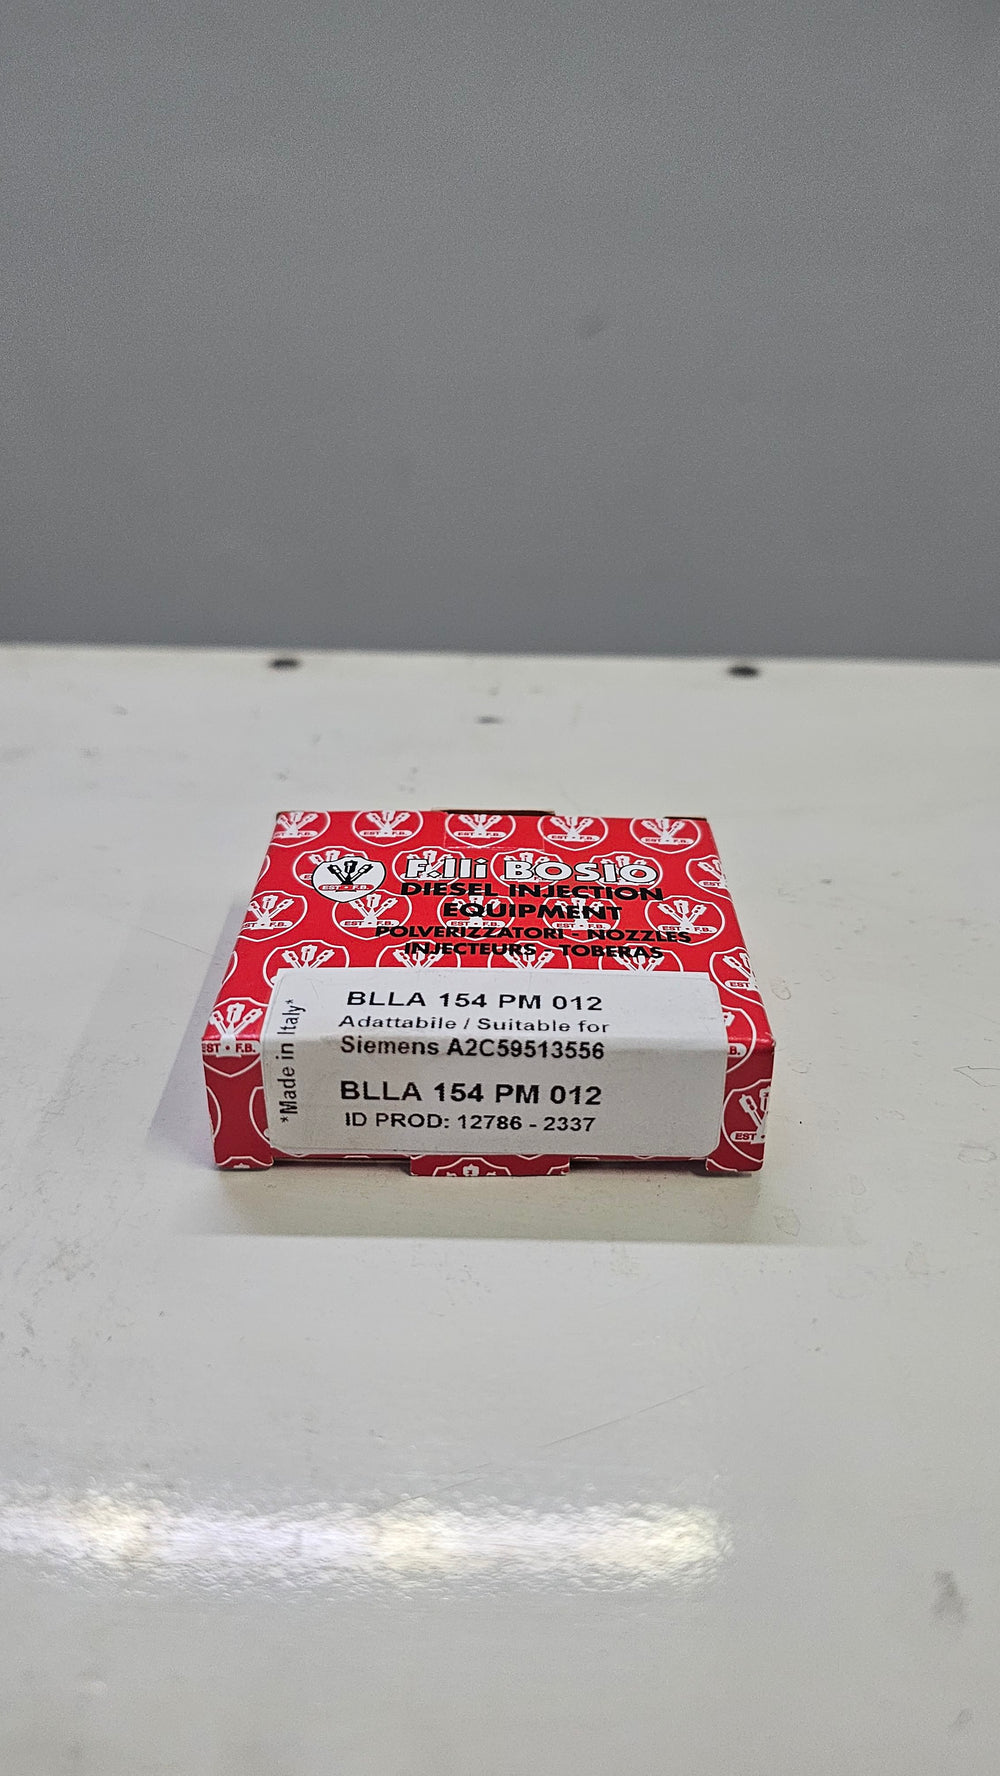 EST • F.B.
F.lli BOSIO
DIESEL INJECTION
EQUIPMENT
POLVERIZZATORI - NOZZLES
INJECTEURS - TOBERAS
*Made in Italy*
BLLA 154 PM 012
Adattabile / Suitable for
Siemens A2C59513556
BLLA 154 PM 012
ID PROD: 12786 - 2337